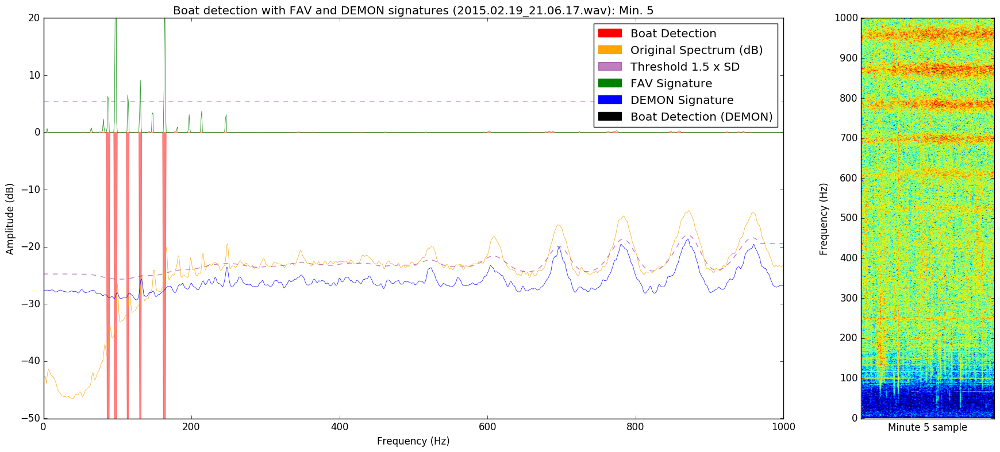 Boat detection with FAV and DEMON signatures (2015.02.19_21.06.17.wav): Min. 5
Boat Detection
Original Spectrum (dB)
Threshold 1.5 x SD
FAV Signature
DEMON Signature
Boat Detection (DEMON)
Amplitude (dB)
20
10
0
−10
−20
−30
−40
−50
0
200
400
600
800
1000
Frequency (Hz)
Frequency (Hz)
1000
900
800
700
600
500
400
300
200
100
0
Minute 5 sample